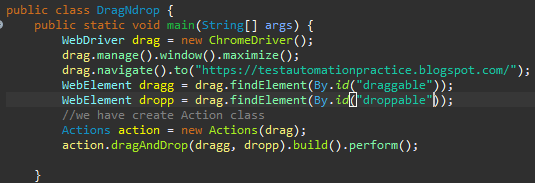 public class DragNdrop {
public static void main(String[] args) {
WebDriver drag = new ChromeDriver();
drag.manage().window().maximize();
drag.navigate().to("https://testautomationpractice.blogspot.com/");
WebElement dragg = drag.findElement(By.id("draggable"));
WebElement dropp = drag.findElement(By.id("droppable"));
//we have create Action class
Actions action = new Actions(drag);
action.dragAndDrop(dragg, dropp).build().perform();
}